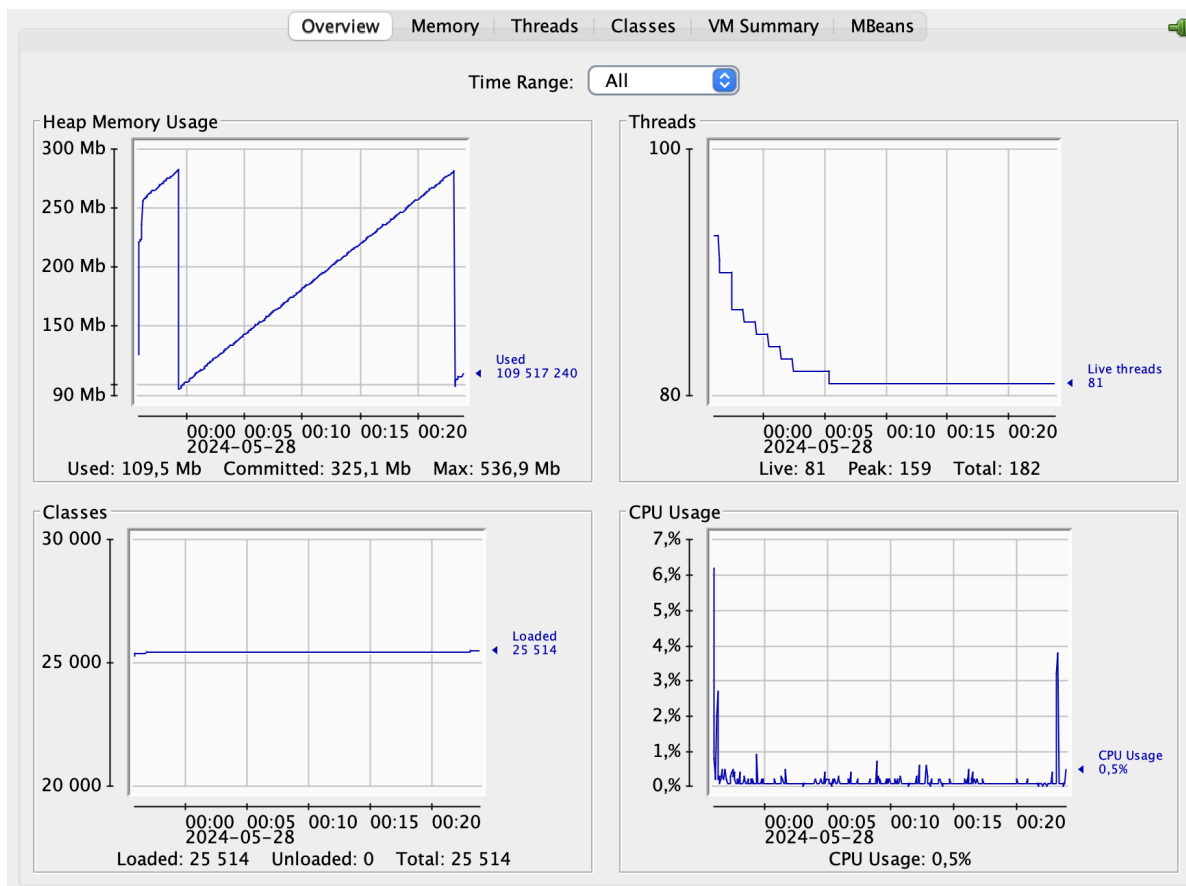 Overview Memory Threads Classes VM Summary MBeans
Time Range: All
Heap Memory Usage
300 Mb
250 Mb
200 Mb
150 Mb
90 Mb
Used
109 517 240
00:00 00:05 00:10 00:15 00:20
2024-05-28
Used: 109,5 Mb Committed: 325,1 Mb Max: 536,9 Mb
Threads
100
80
Live threads
81
00:00 00:05 00:10 00:15 00:20
2024-05-28
Live: 81 Peak: 159 Total: 182
Classes
30 000
25 000
20 000
Loaded
25 514
00:00 00:05 00:10 00:15 00:20
2024-05-28
Loaded: 25 514 Unloaded: 0 Total: 25 514
CPU Usage
7,%
6,%
5,%
4,%
3,%
2,%
1,%
0,%
CPU Usage
0,5%
00:00 00:05 00:10 00:15 00:20
2024-05-28
CPU Usage: 0,5%